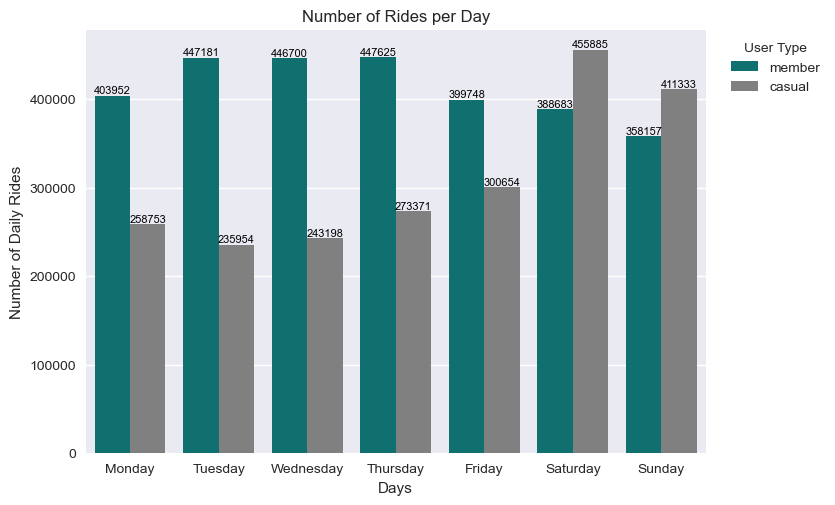 Number of Rides per Day
User Type
member
casual
Number of Daily Rides
400000
300000
200000
100000
0
403952
258753
447181
235954
446700
243198
447625
273371
399748
300654
388683
455885
358157
411333
Monday
Tuesday
Wednesday
Thursday
Friday
Saturday
Sunday
Days